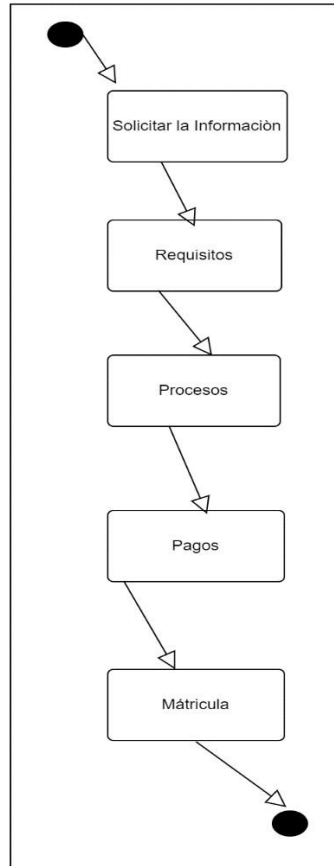 Solicitar la Informaciòn
Requisitos
Procesos
Pagos
Mátricula